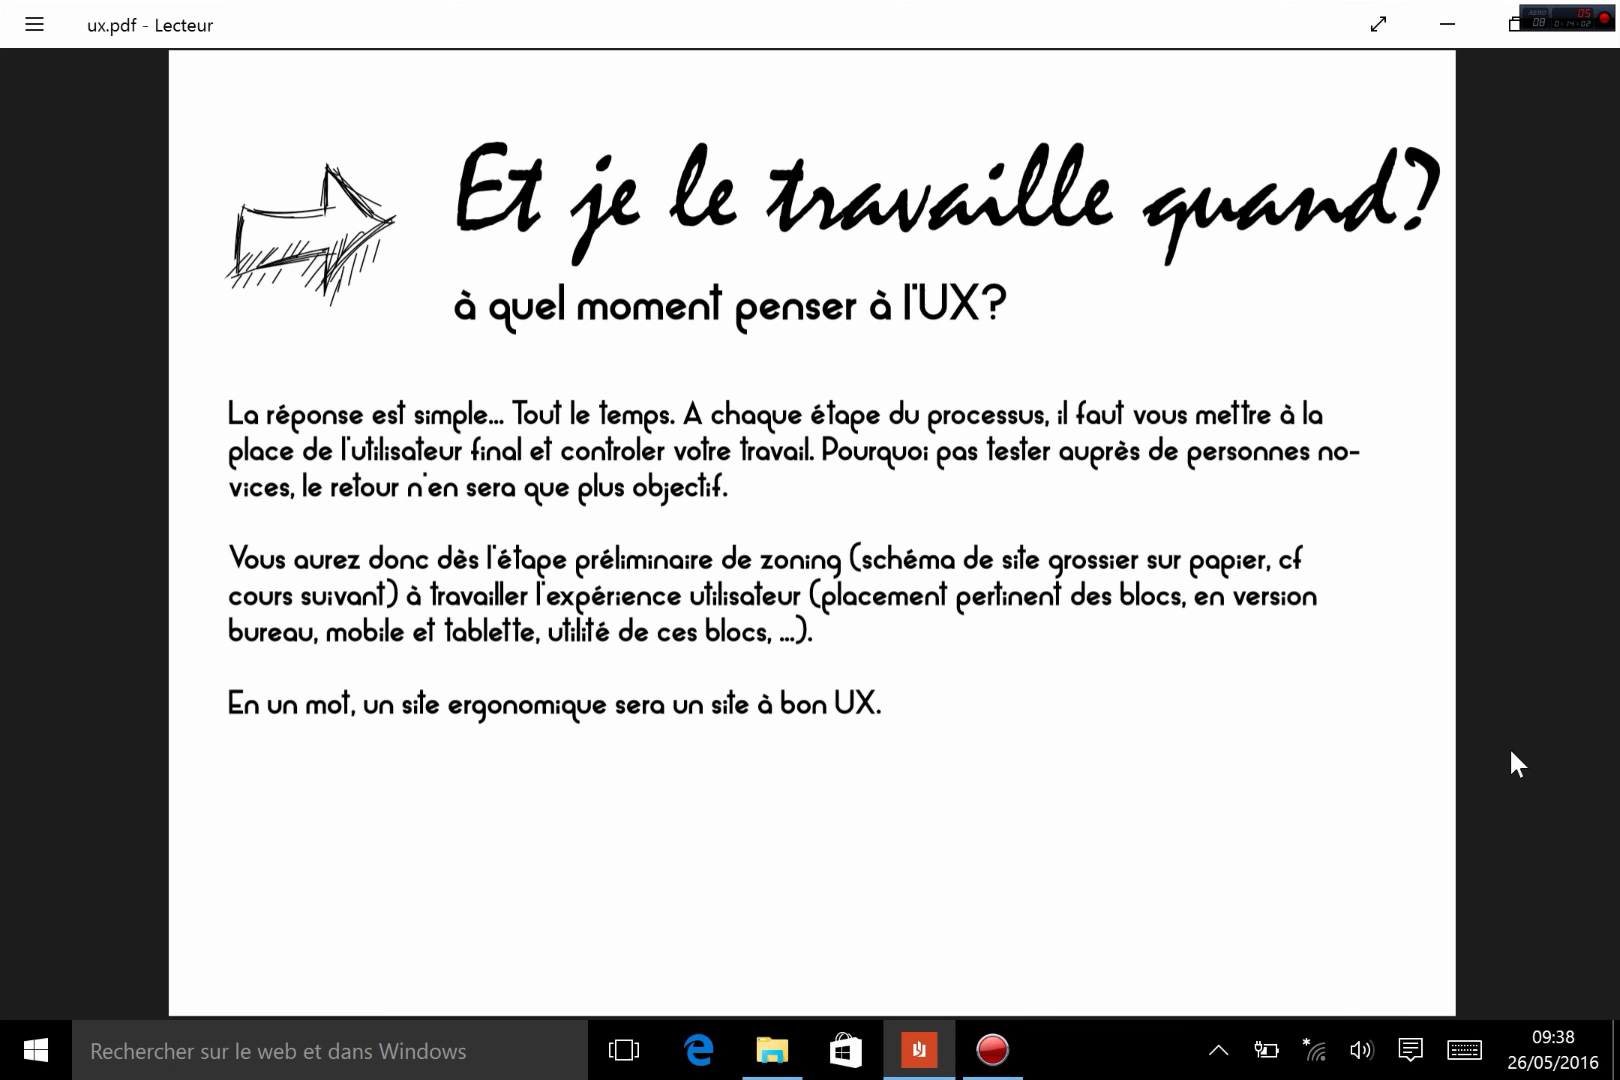 ux.pdf - Lecteur
Et je le travaille quand?
à quel moment penser à l'UX?
La réponse est simple... Tout le temps. A chaque étape du processus, il faut vous mettre à la
place de l'utilisateur final et controler votre travail. Pourquoi pas tester auprès de personnes no-
vices, le retour n'en sera que plus objectif.
Vous aurez donc dès l'étape préliminaire de zoning (schéma de site grossier sur papier, cf
cours suivant) à travailler l'expérience utilisateur (placement pertinent des blocs, en version
bureau, mobile et tablette, utilité de ces blocs, ...).
En un mot, un site ergonomique sera un site à bon UX.
Rechercher sur le web et dans Windows
09:38
26/05/2016